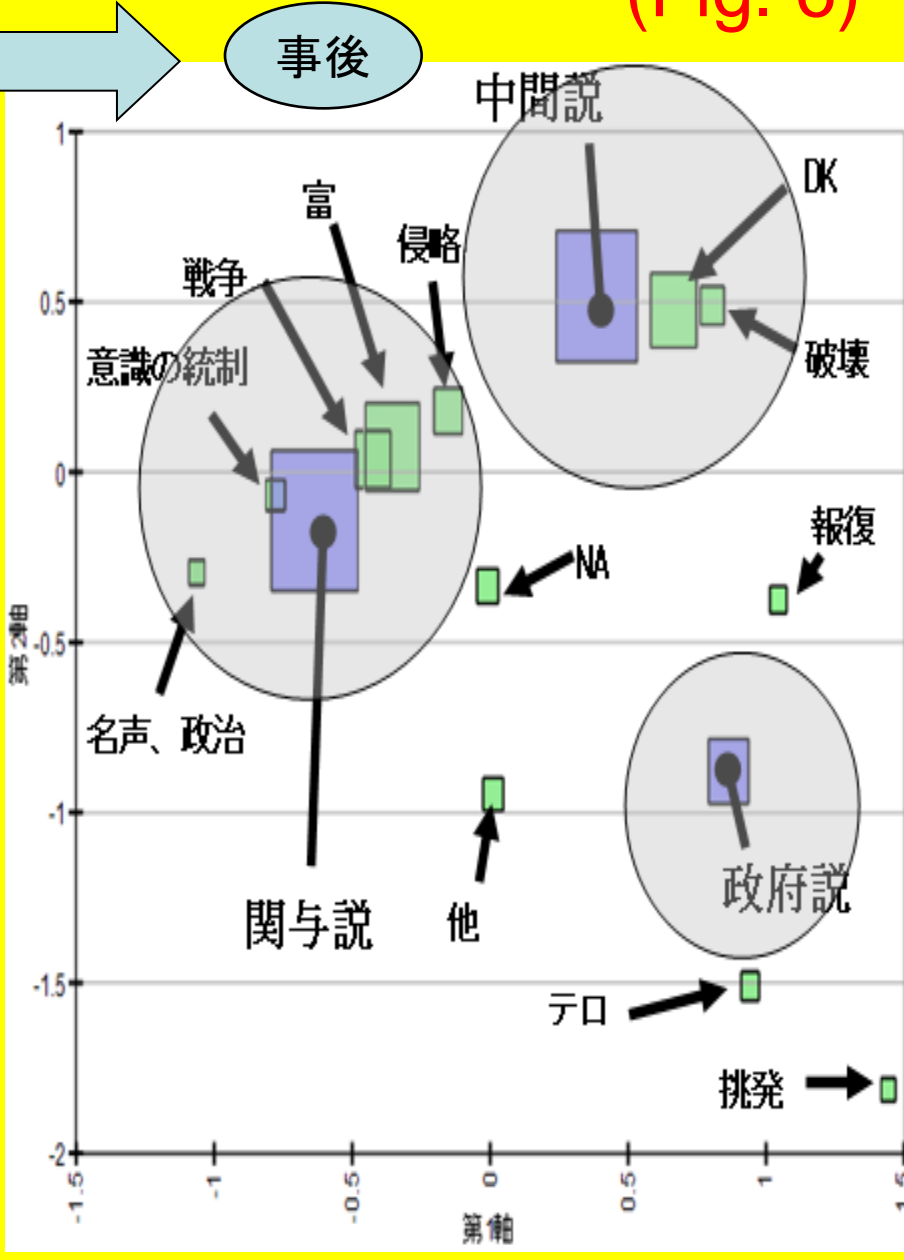 (Fig. 6)
事後
中間説
DK
富
侵略
戦争
意識の統制
破壊
報復
NA
名声、政治
関与説
他
政府説
テロ
挑発
1
0.5
0
-0.5
-1
-1.5
-2
第2軸
-1.5
-1
-0.5
0
0.5
1
1.5
第1軸